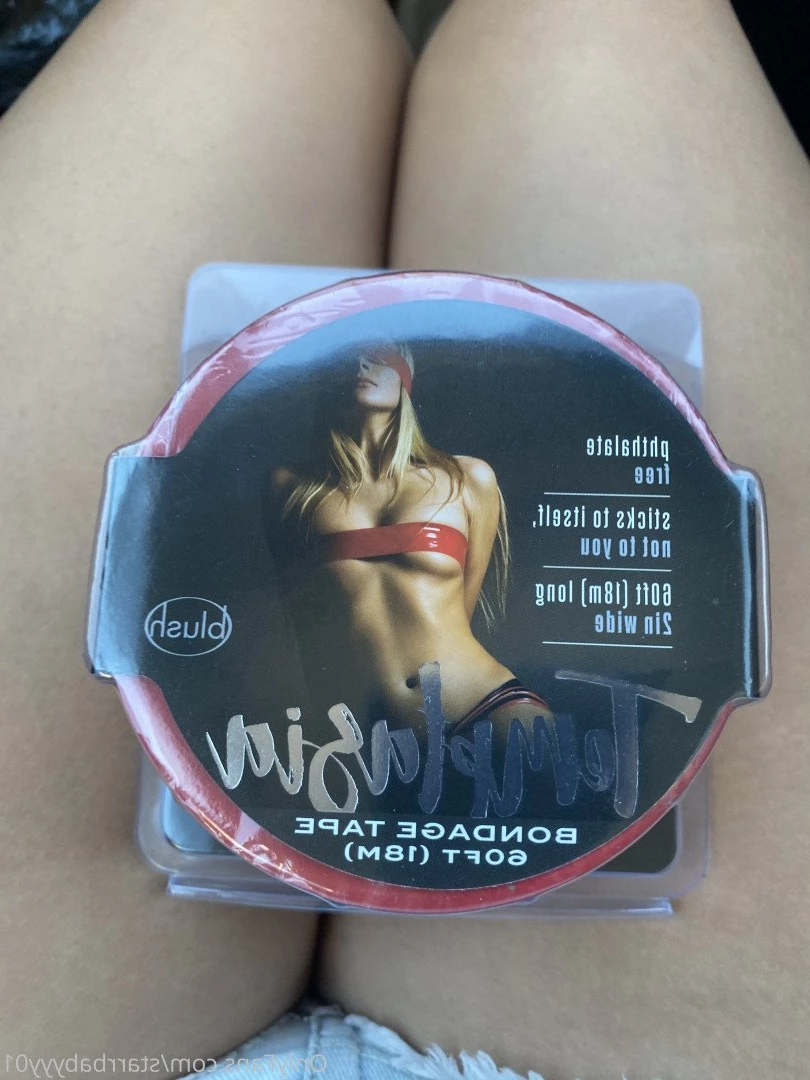 phthalate
free
sticks to itself,
not to you
60ft (18m) long
2in wide
blush
Temptasia
BONDAGE TAPE
60FT (18M)
OnlyFans.com/starrbabyyy01